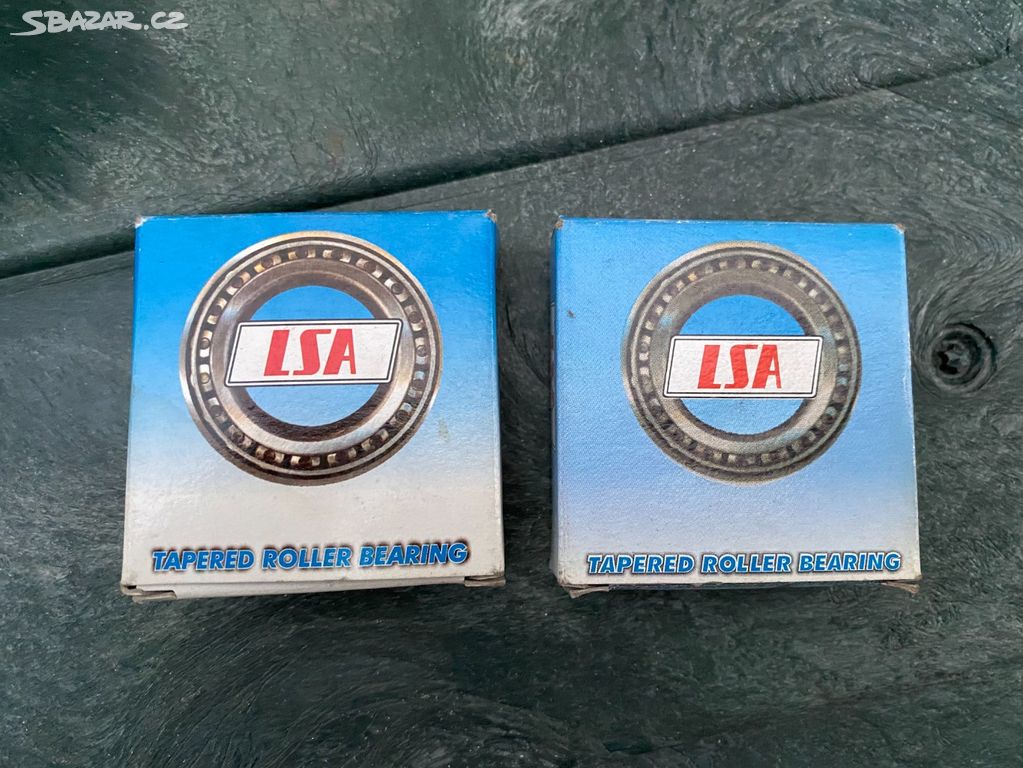 SBAZAR.CZ
LSA
TAPERED ROLLER BEARING
LSA
TAPERED ROLLER BEARING